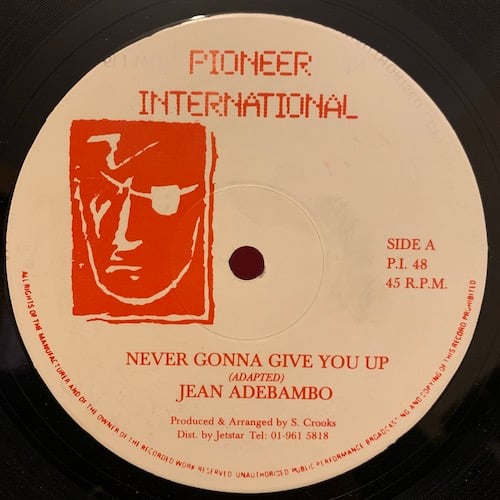 PIONEER
INTERNATIONAL
SIDE A
P.I. 48
45 R.P.M.
NEVER GONNA GIVE YOU UP
(ADAPTED)
JEAN ADEBAMBO
Produced & Arranged by S. Crooks
Dist. by Jetstar Tel: 01-961 5818
ALL RIGHTS OF THE MANUFACTURER AND OF THE OWNER OF THE RECORDED WORK RESERVED UNAUTHORISED PUBLIC PERFORMANCE BROADCASTING AND COPYING OF THIS RECORD PROHIBITED